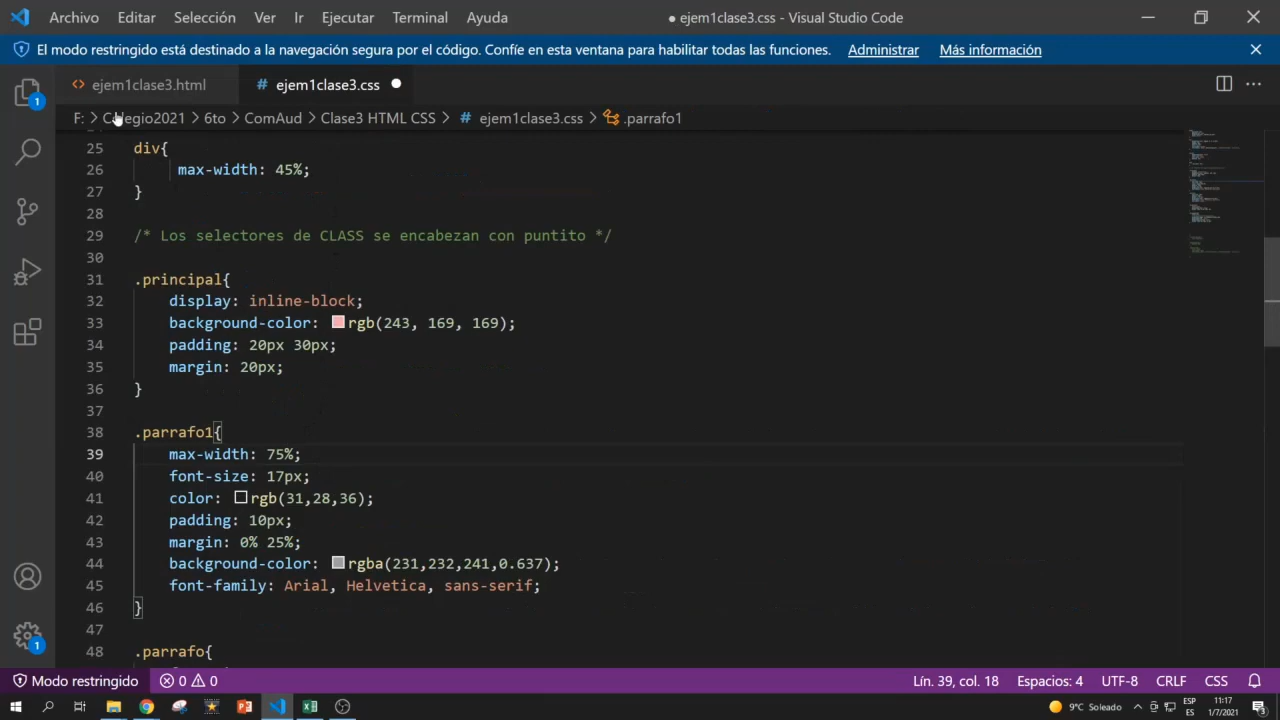 Archivo Editar Selección Ver Ir Ejecutar Terminal Ayuda ● ejem1clase3.css - Visual Studio Code
El modo restringido está destinado a la navegación segura por el código. Confíe en esta ventana para habilitar todas las funciones. Administrar Más información
ejem1clase3.html # ejem1clase3.css
F: > Colegio2021 > 6to > ComAud > Clase3 HTML CSS > # ejem1clase3.css > .parrafo1
1
25 div{
26 max-width: 45%;
27 }
28
29 /* Los selectores de CLASS se encabezan con puntito */
30
31 .principal{
32 display: inline-block;
33 background-color: rgb(243, 169, 169);
34 padding: 20px 30px;
35 margin: 20px;
36 }
37
38 .parrafo1{
39 max-width: 75%;
40 font-size: 17px;
41 color: rgb(31,28,36);
42 padding: 10px;
43 margin: 0% 25%;
44 background-color: rgba(231,232,241,0.637);
45 font-family: Arial, Helvetica, sans-serif;
46 }
47
48 .parrafo{
1
Modo restringido 0 0 Lín. 39, col. 18 Espacios: 4 UTF-8 CRLF CSS
9°C Soleado ESP 11:17
ES 1/7/2021 3